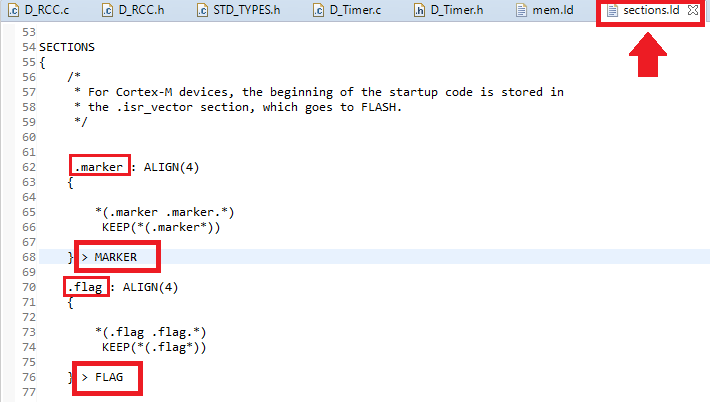 D_RCC.c D_RCC.h STD_TYPES.h D_Timer.c D_Timer.h mem.ld sections.ld
53
54 SECTIONS
55 {
56 /*
57 * For Cortex-M devices, the beginning of the startup code is stored in
58 * the .isr_vector section, which goes to FLASH.
59 */
60
61
62 .marker : ALIGN(4)
63 {
64
65 *(.marker .marker.*)
66 KEEP(*(.marker*))
67
68 } > MARKER
69
70 .flag : ALIGN(4)
71 {
72
73 *(.flag .flag.*)
74 KEEP(*(.flag*))
75
76 } > FLAG
77